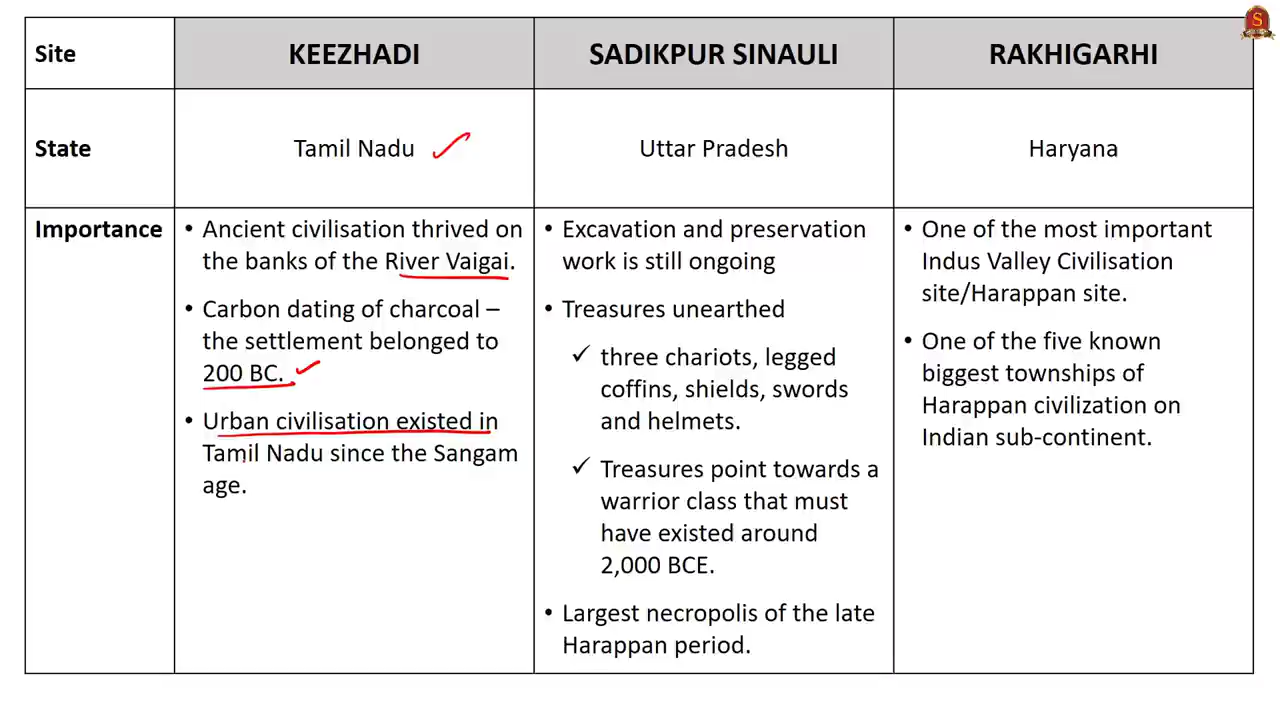 Site
KEEZHADI
SADIKPUR SINAULI
RAKHIGARHI
State
Tamil Nadu
Uttar Pradesh
Haryana
Importance
• Ancient civilisation thrived on
the banks of the River Vaigai.
• Carbon dating of charcoal –
the settlement belonged to
200 BC.
• Urban civilisation existed in
Tamil Nadu since the Sangam
age.
• Excavation and preservation
work is still ongoing
• Treasures unearthed
✓ three chariots, legged
coffins, shields, swords
and helmets.
✓ Treasures point towards a
warrior class that must
have existed around
2,000 BCE.
• Largest necropolis of the late
Harappan period.
• One of the most important
Indus Valley Civilisation
site/Harappan site.
• One of the five known
biggest townships of
Harappan civilization on
Indian sub-continent.
S